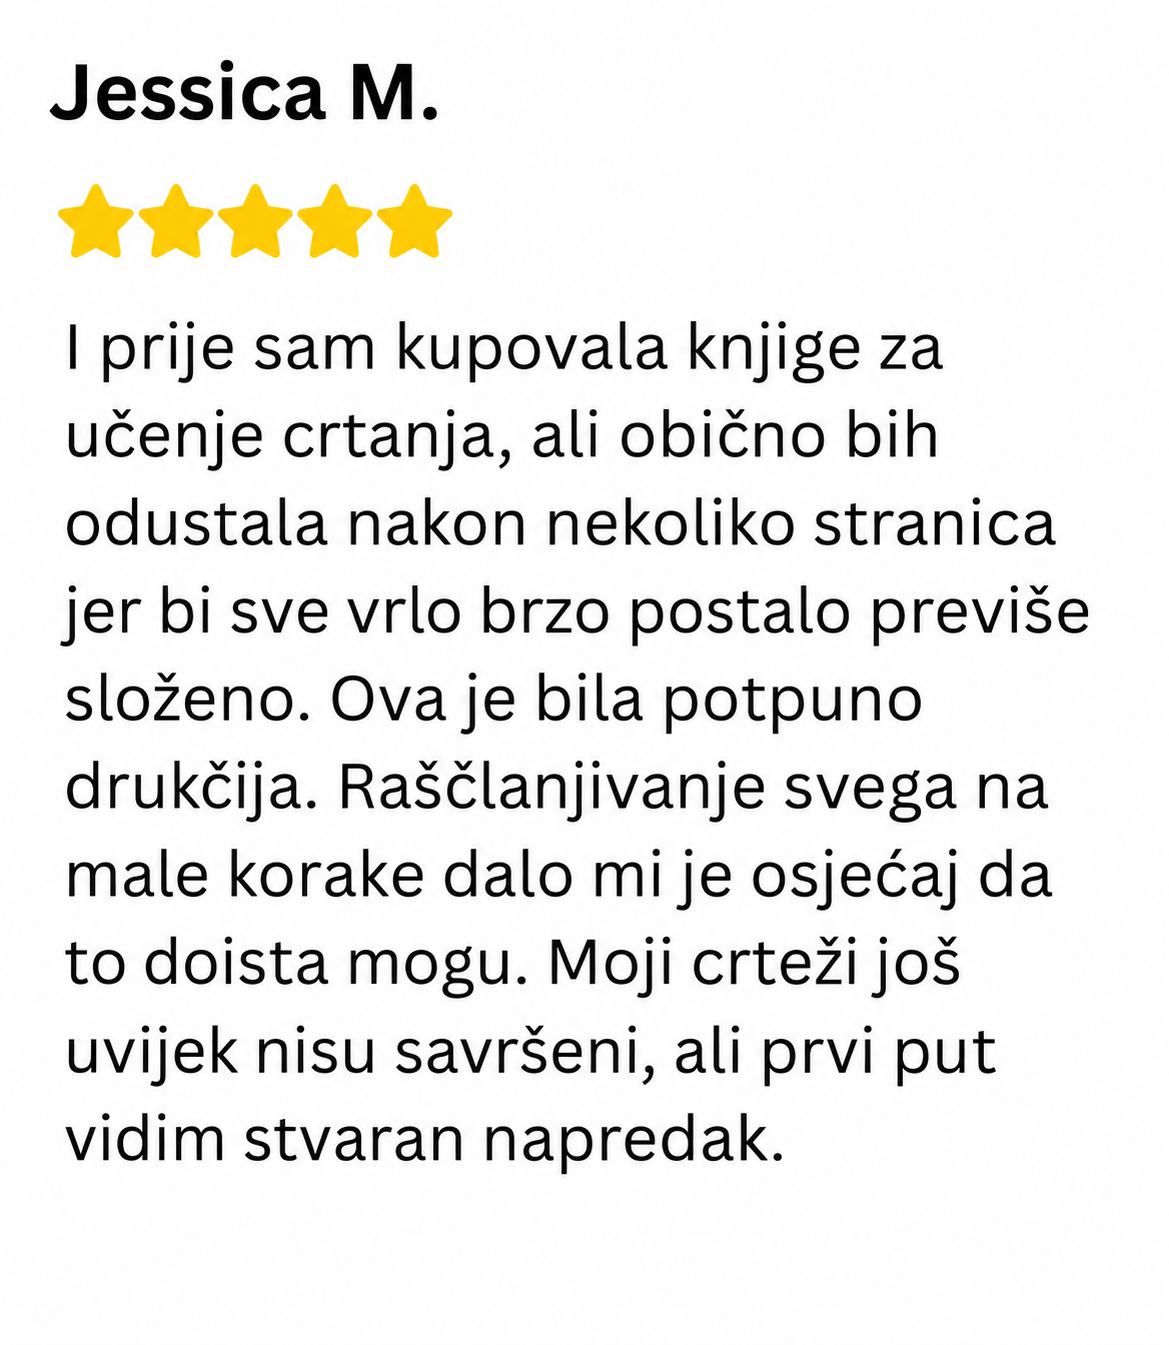 Jessica M.
I prije sam kupovala knjige za
učenje crtanja, ali obično bih
odustala nakon nekoliko stranica
jer bi sve vrlo brzo postalo previše
složeno. Ova je bila potpuno
drukčija. Raščlanjivanje svega na
male korake dalo mi je osjećaj da
to doista mogu. Moji crteži još
uvijek nisu savršeni, ali prvi put
vidim stvaran napredak.